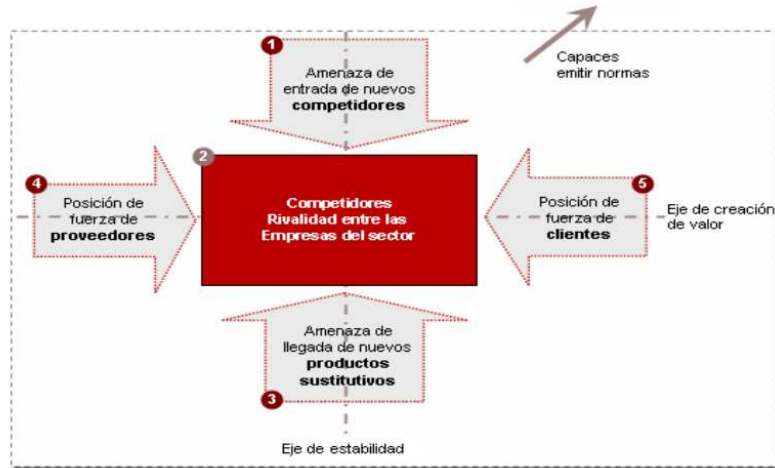 1
Amenaza de
entrada de nuevos
competidores
Capaces
emitir normas
2
Competidores
Rivalidad entre las
Empresas del sector
4
Posición de
fuerza de
proveedores
5
Posición de
fuerza de
clientes
Eje de creación
de valor
Amenaza de
llegada de nuevos
productos
sustitutivos
3
Eje de estabilidad